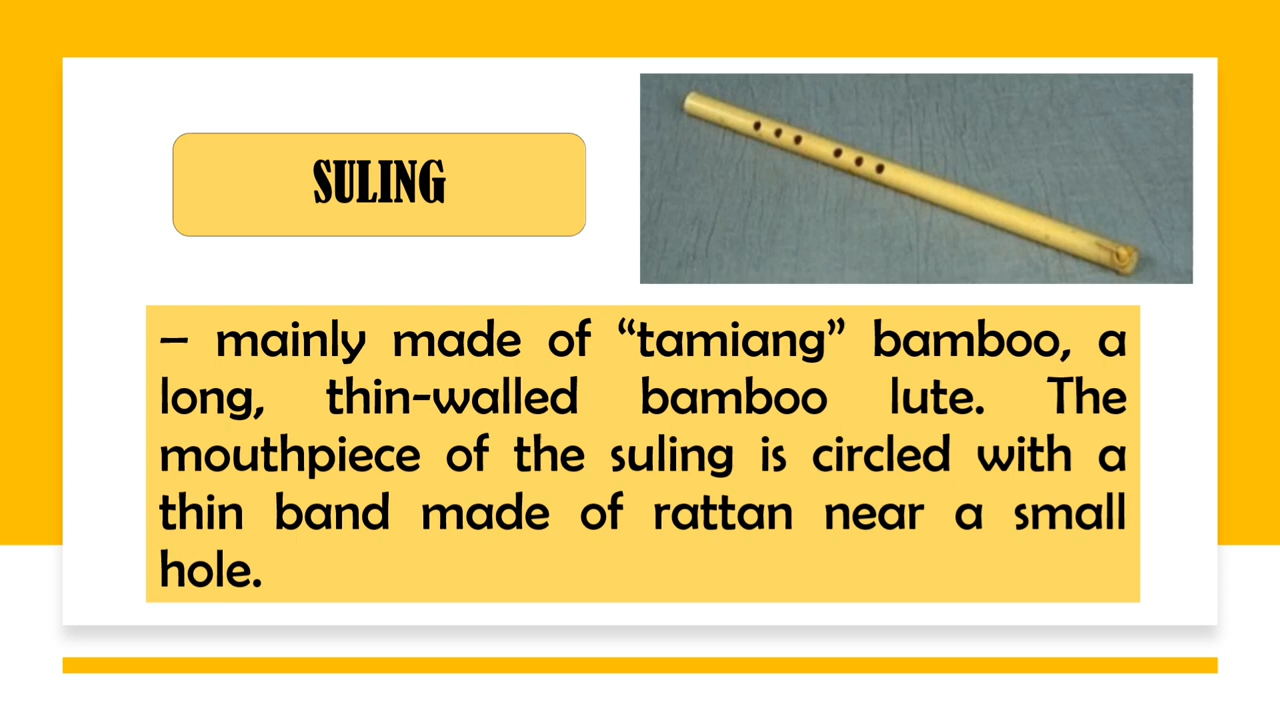 SULING
– mainly made of “tamiang” bamboo, a
long, thin-walled bamboo lute. The
mouthpiece of the suling is circled with a
thin band made of rattan near a small
hole.